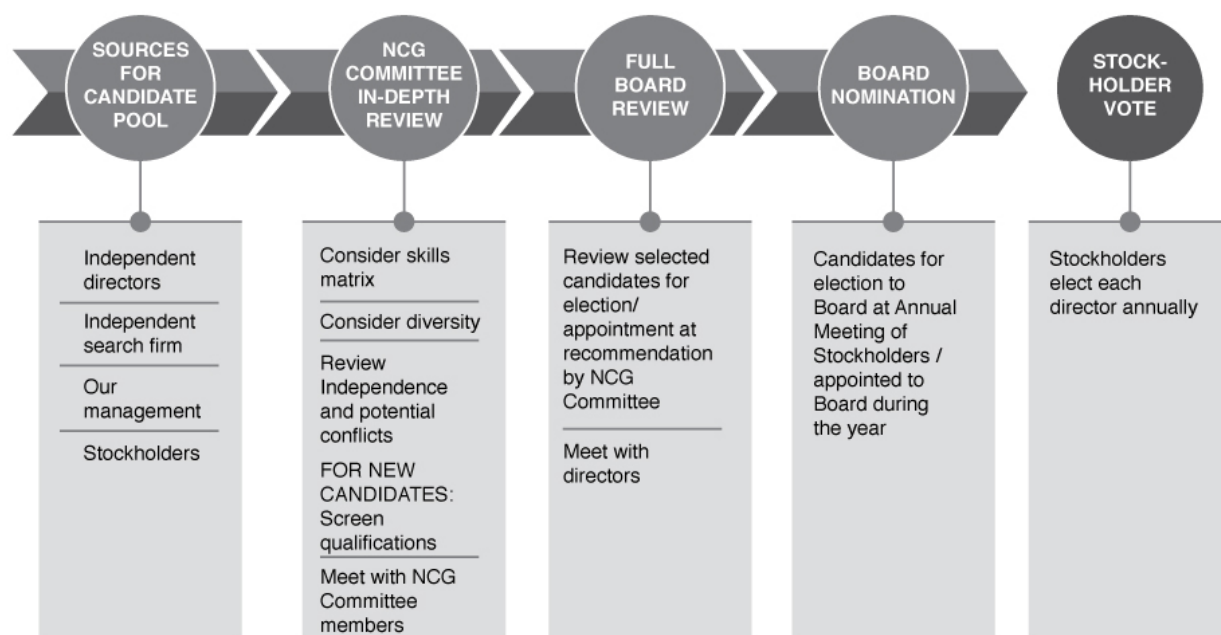 SOURCES
FOR
CANDIDATE
POOL
NCG
COMMITTEE
IN-DEPTH
REVIEW
FULL
BOARD
REVIEW
BOARD
NOMINATION
STOCK-
HOLDER
VOTE
Independent
directors
Independent
search firm
Our
management
Stockholders
Consider skills
matrix
Consider diversity
Review
Independence
and potential
conflicts
FOR NEW
CANDIDATES:
Screen
qualifications
Meet with NCG
Committee
members
Review selected
candidates for
election/
appointment at
recommendation
by NCG
Committee
Meet with
directors
Candidates for
election to
Board at Annual
Meeting of
Stockholders /
appointed to
Board during
the year
Stockholders
elect each
director annually